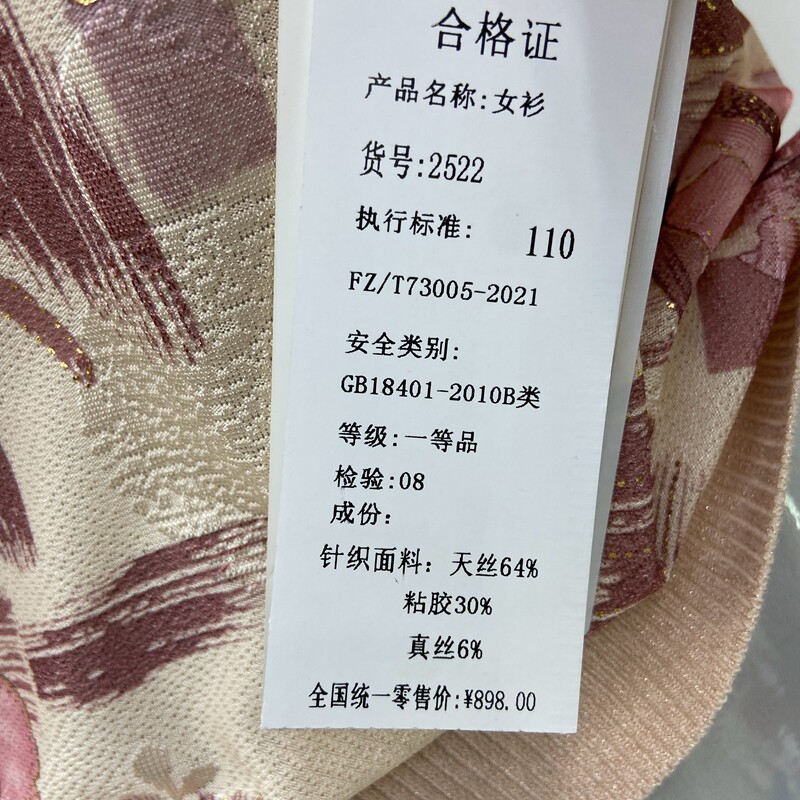 合格证
产品名称:女衫
货号:2522
执行标准: 110
FZ/T73005-2021
安全类别:
GB18401-2010B类
等级:一等品
检验:08
成份:
针织面料: 天丝64%
粘胶30%
真丝6%
全国统一零售价:¥898.00